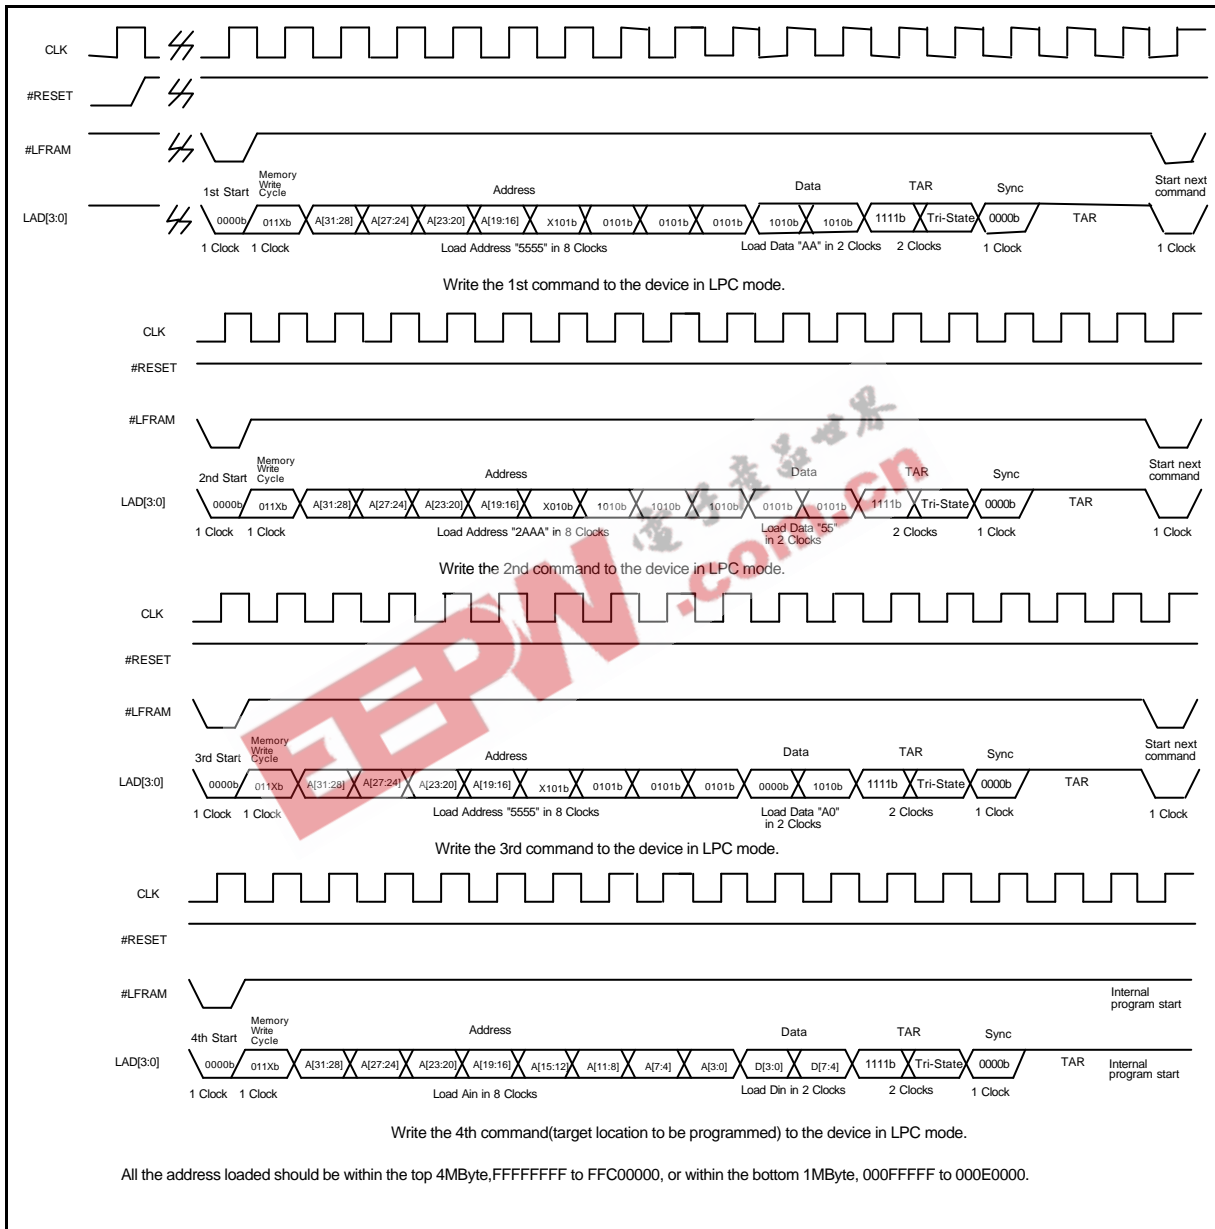 CLK
#RESET
#LFRAM
1st Start
Memory
Write
Cycle
Address
Data
TAR
Sync
Start next
command
LAD[3:0]
0000b 011Xb A[31:28] A[27:24] A[23:20] A[19:16] X101b 0101b 0101b 0101b 1010b 1010b 1111b Tri-State 0000b TAR
1 Clock 1 Clock Load Address "5555" in 8 Clocks Load Data "AA" in 2 Clocks 2 Clocks 1 Clock 1 Clock
Write the 1st command to the device in LPC mode.
CLK
#RESET
#LFRAM
2nd Start
Memory
Write
Cycle
Address
Data
TAR
Sync
Start next
command
LAD[3:0]
0000b 011Xb A[31:28] A[27:24] A[23:20] A[19:16] X010b 1010b 1010b 1010b 0101b 0101b 1111b Tri-State 0000b TAR
1 Clock 1 Clock Load Address "2AAA" in 8 Clocks Load Data "55"
in 2 Clocks
2 Clocks 1 Clock 1 Clock
Write the 2nd command to the device in LPC mode.
電子產品世界
EEPW.com.cn
CLK
#RESET
#LFRAM
3rd Start
Memory
Write
Cycle
Address
Data
TAR
Sync
Start next
command
LAD[3:0]
0000b 011Xb A[31:28] A[27:24] A[23:20] A[19:16] X101b 0101b 0101b 0101b 0000b 1010b 1111b Tri-State 0000b TAR
1 Clock 1 Clock Load Address "5555" in 8 Clocks Load Data "A0"
in 2 Clocks
2 Clocks 1 Clock 1 Clock
Write the 3rd command to the device in LPC mode.
CLK
#RESET
#LFRAM
Internal
program start
4th Start
Memory
Write
Cycle
Address
Data
TAR
Sync
LAD[3:0]
0000b 011Xb A[31:28] A[27:24] A[23:20] A[19:16] A[15:12] A[11:8] A[7:4] A[3:0] D[3:0] D[7:4] 1111b Tri-State 0000b TAR
Internal
program start
1 Clock 1 Clock Load Ain in 8 Clocks Load Din in 2 Clocks 2 Clocks 1 Clock
Write the 4th command(target location to be programmed) to the device in LPC mode.
All the address loaded should be within the top 4MByte,FFFFFFFF to FFC00000, or within the bottom 1MByte, 000FFFFF to 000E0000.